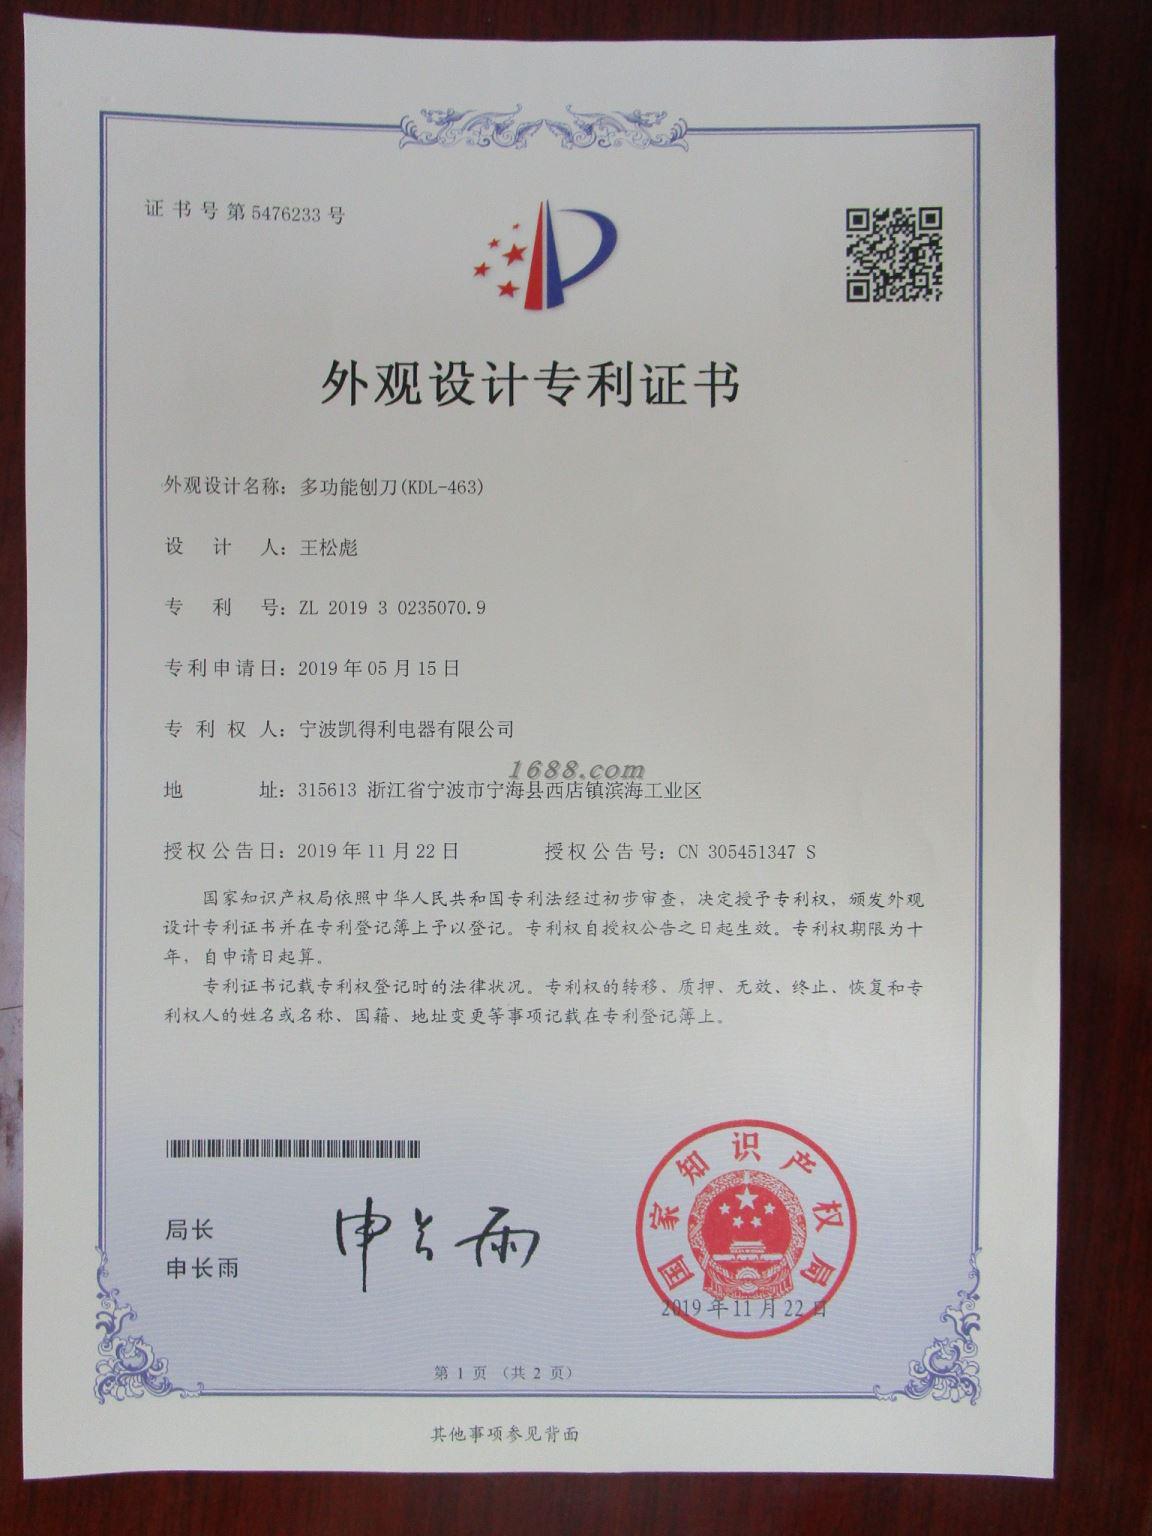 证书号第5476233号
外观设计专利证书
外观设计名称：多功能刨刀(KDL-463)
设计人：王松彪
专利号：ZL 2019 3 0235070.9
专利申请日：2019年05月15日
专利权人：宁波凯得利电器有限公司
1688.com
地址：315613 浙江省宁波市宁海县西店镇滨海工业区
授权公告日：2019年11月22日 授权公告号：CN 305451347 S
国家知识产权局依照中华人民共和国专利法经过初步审查，决定授予专利权，颁发外观
设计专利证书并在专利登记簿上予以登记。专利权自授权公告之日起生效。专利权期限为十
年，自申请日起算。
专利证书记载专利权登记时的法律状况。专利权的转移、质押、无效、终止、恢复和专
利权人的姓名或名称、国籍、地址变更等事项记载在专利登记簿上。
局长
申长雨
申长雨
国家知识产权局
2019年11月22日
第1页（共2页）
其他事项参见背面